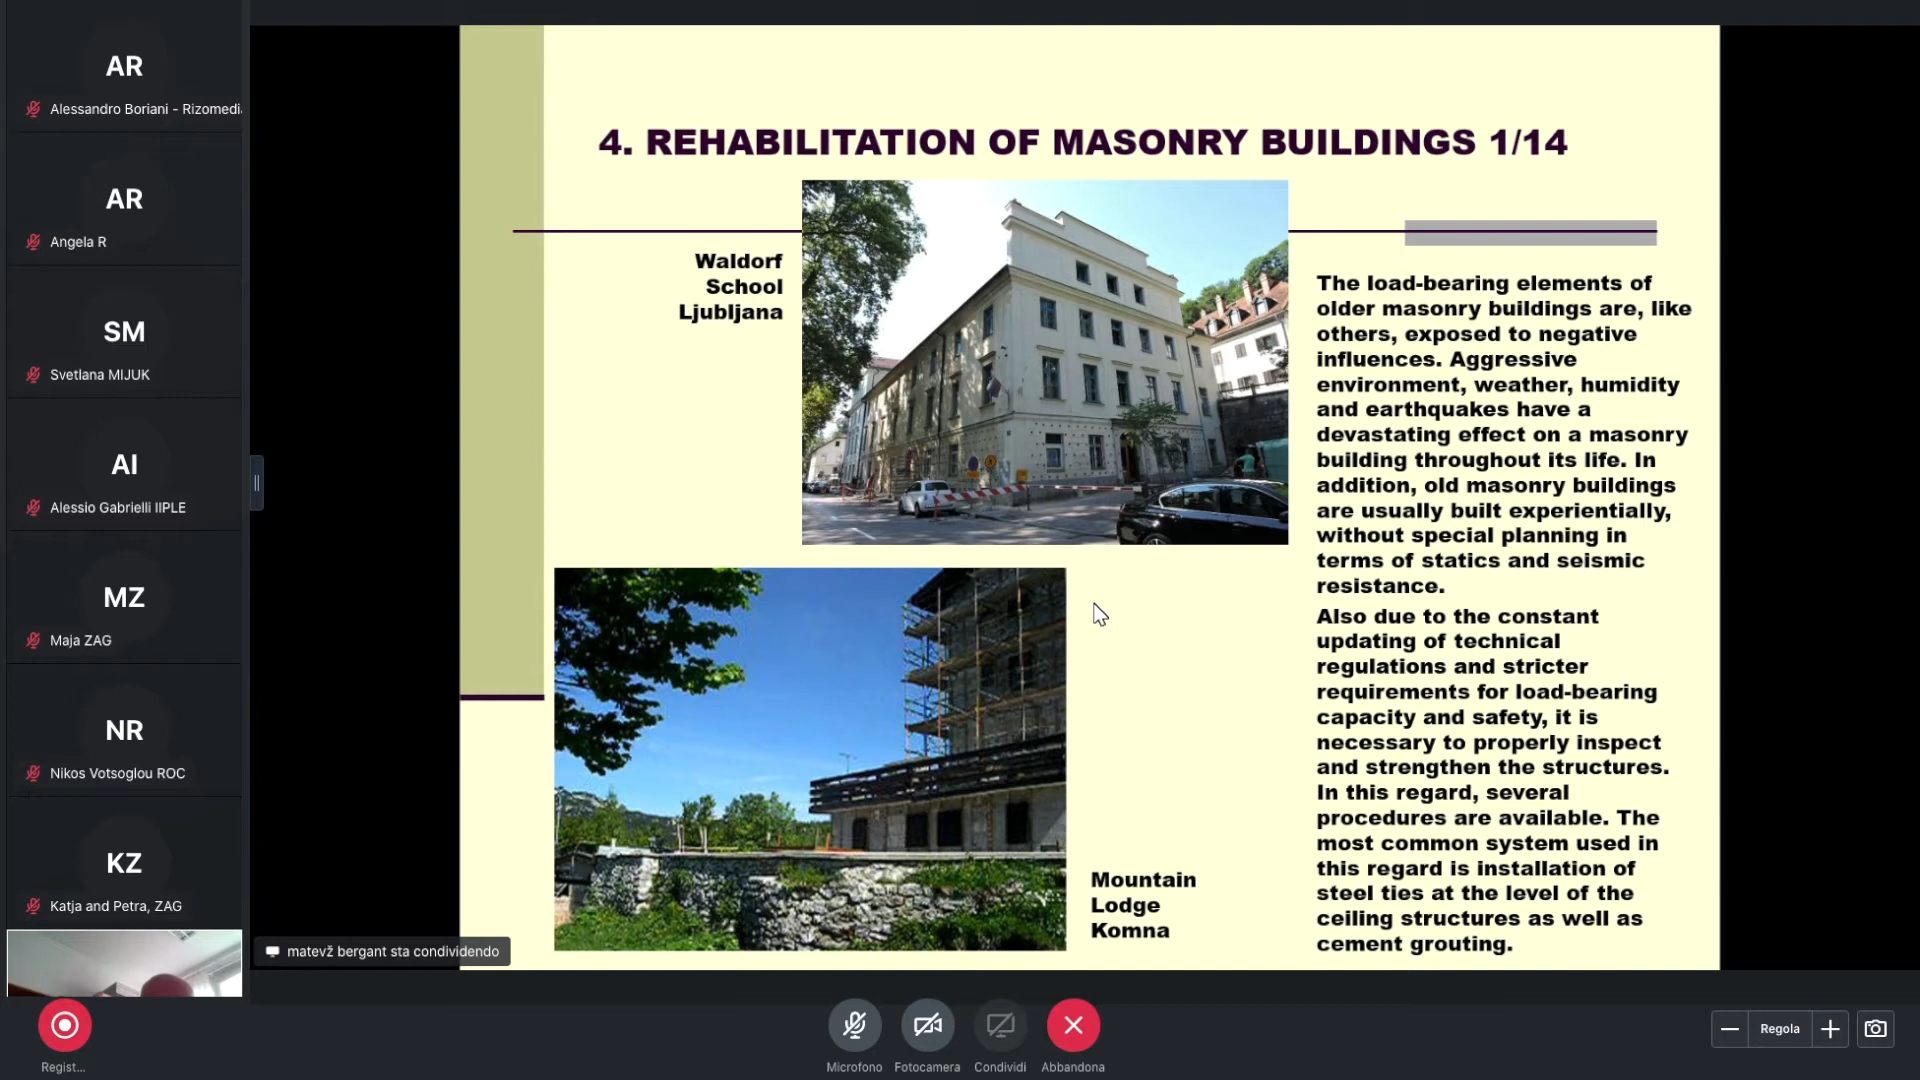 AR
Alessandro Boriani - Rizomedia
AR
Angela R
SM
Svetlana MIJUK
AI
Alessio Gabrielli IIPLE
MZ
Maja ZAG
NR
Nikos Votsoglou ROC
KZ
Katja and Petra, ZAG
4. REHABILITATION OF MASONRY BUILDINGS 1/14
Waldorf
School
Ljubljana
The load-bearing elements of
older masonry buildings are, like
others, exposed to negative
influences. Aggressive
environment, weather, humidity
and earthquakes have a
devastating effect on a masonry
building throughout its life. In
addition, old masonry buildings
are usually built experientially,
without special planning in
terms of statics and seismic
resistance.
Also due to the constant
updating of technical
regulations and stricter
requirements for load-bearing
capacity and safety, it is
necessary to properly inspect
and strengthen the structures.
In this regard, several
procedures are available. The
most common system used in
this regard is installation of
steel ties at the level of the
ceiling structures as well as
cement grouting.
Mountain
Lodge
Komna
matevž bergant sta condividendo
Regist...
Microfono
Fotocamera
Condividi
Abbandona
Regola